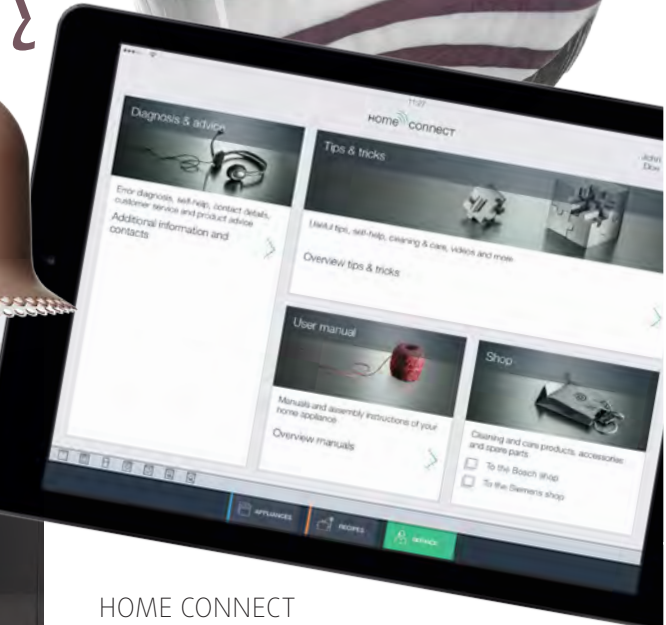 11:27
HOME CONNECT
John
Doe
Diagnosis & advice
Error diagnosis, self-help, contact details,
customer service and product advice
Additional information and
contacts
Tips & tricks
Useful tips, self-help, cleaning & care, videos and more
Overview tips & tricks
User manual
Manuals and assembly instructions of your
home appliance
Overview manuals
Shop
Cleaning and care products, accessories
and spare parts
To the Bosch shop
To the Siemens shop
APPLIANCES
RECIPES
SERVICE
HOME CONNECT